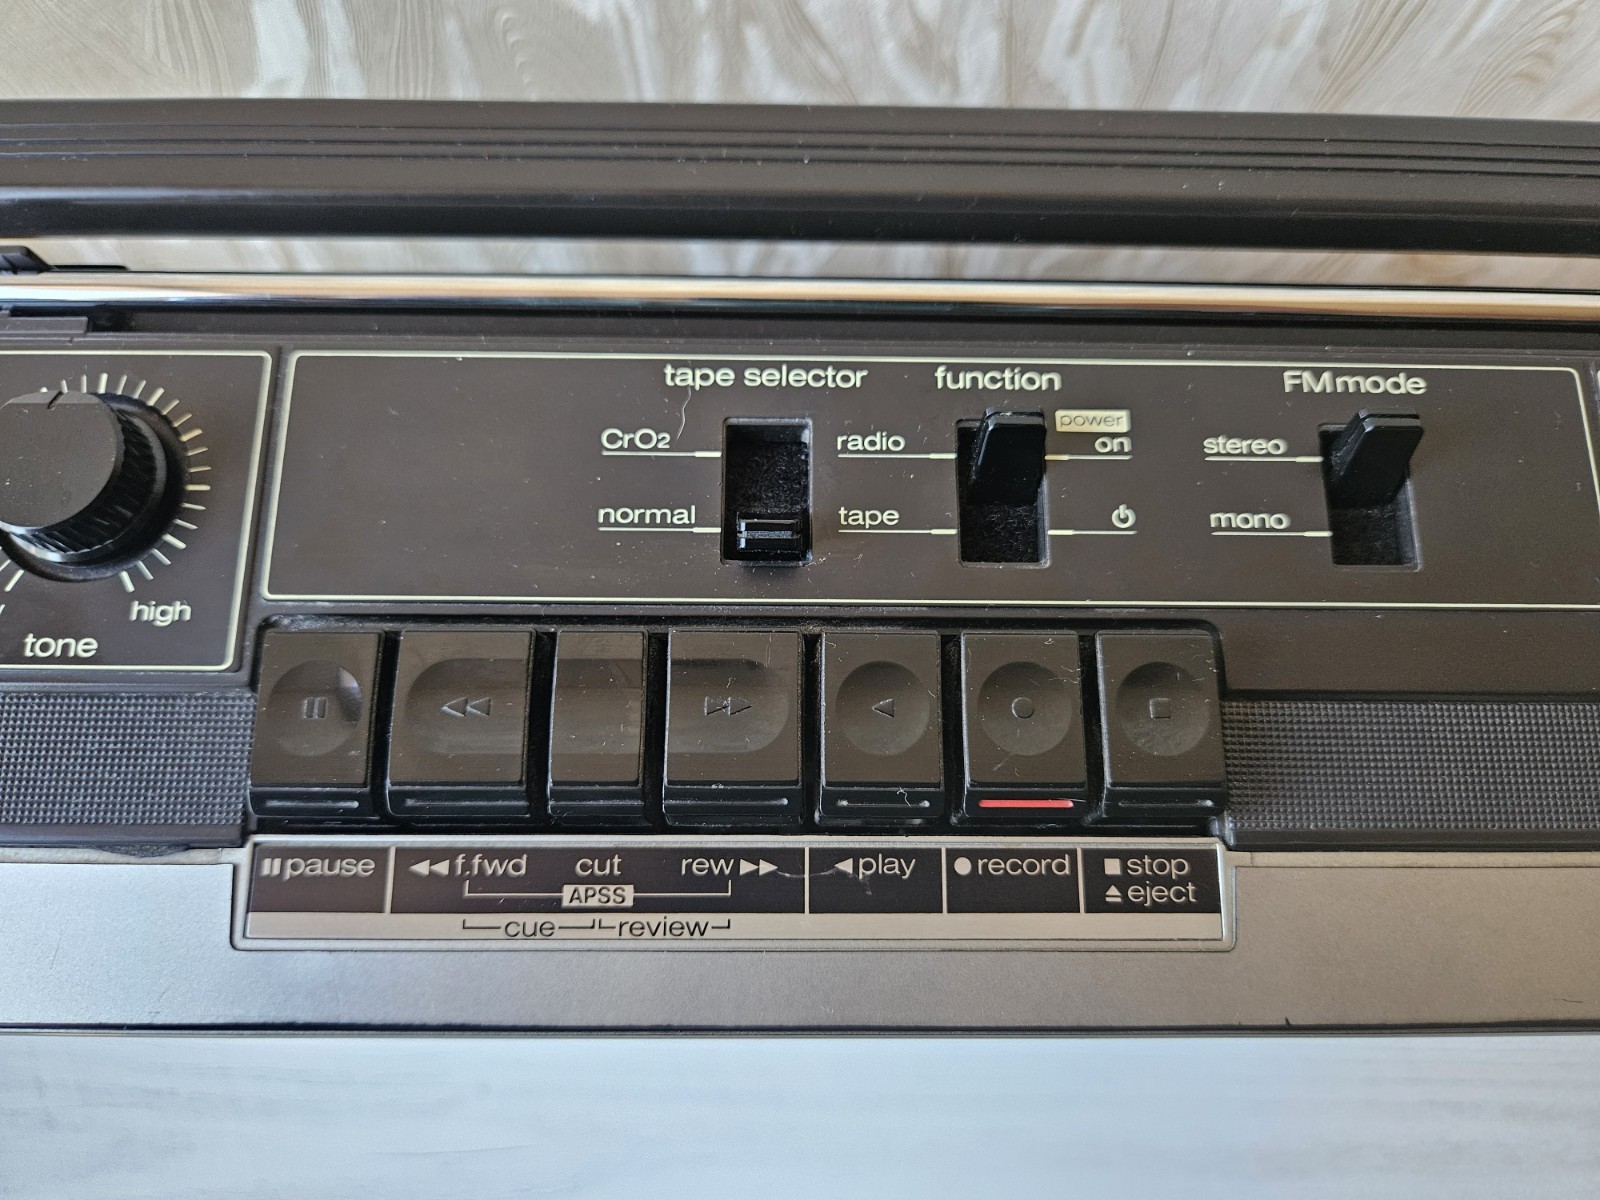 tape selector
function
FM mode
CrO2
radio
power
on
stereo
normal
tape
mono
high
tone
pause
f.fwd
cut
rew
play
record
stop
APSS
eject
cue
review